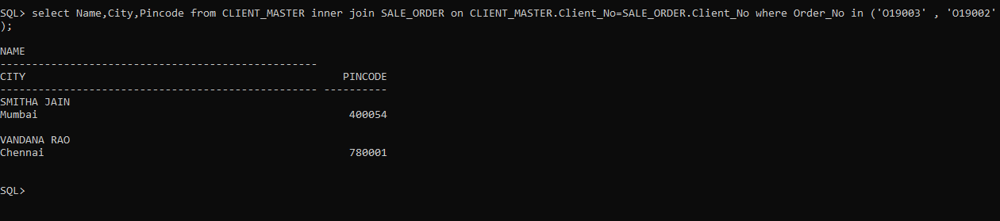 SQL> select Name,City,Pincode from CLIENT_MASTER inner join SALE_ORDER on CLIENT_MASTER.Client_No=SALE_ORDER.Client_No where Order_No in ('O19003' , 'O19002'
);
NAME
--------------------------------------------------
CITY                                                  PINCODE
-------------------------------------------------- ----------
SMITHA JAIN
Mumbai                                                 400054
VANDANA RAO
Chennai                                                780001
SQL>